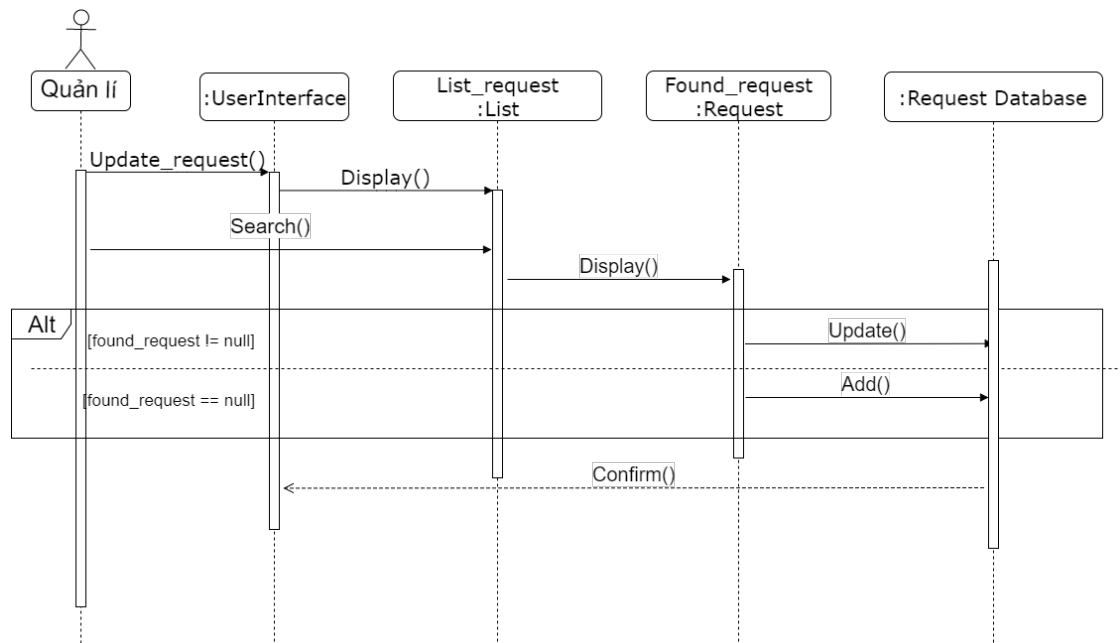 Quản lí
:UserInterface
List_request
:List
Found_request
:Request
:Request Database
Update_request()
Display()
Search()
Display()
Alt
[found_request != null]
Update()
Add()
[found_request == null]
Confirm()